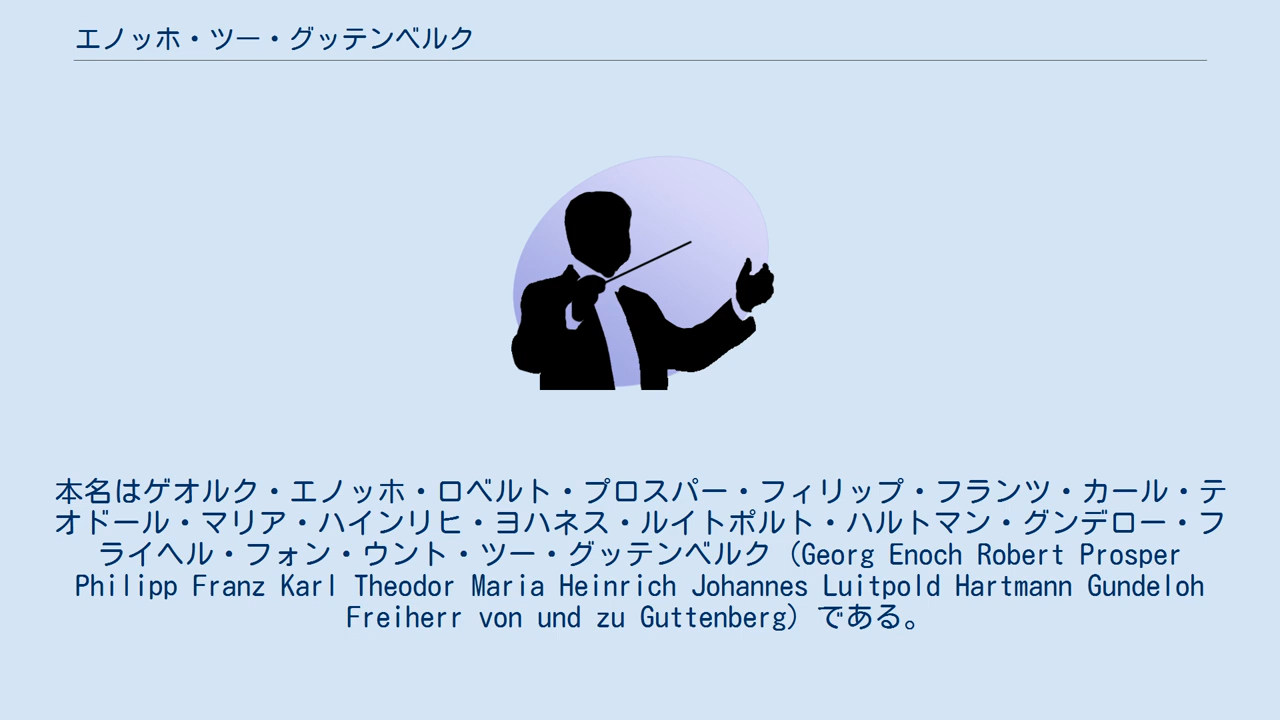 エノッホ・ツー・グッテンベルク
本名はゲオルク・エノッホ・ロベルト・プロスパー・フィリップ・フランツ・カール・テ
オドール・マリア・ハインリヒ・ヨハネス・ルイトポルト・ハルトマン・グンデロー・フ
ライヘル・フォン・ウント・ツー・グッテンベルク（Georg Enoch Robert Prosper
Philipp Franz Karl Theodor Maria Heinrich Johannes Luitpold Hartmann Gundeloh
Freiherr von und zu Guttenberg）である。